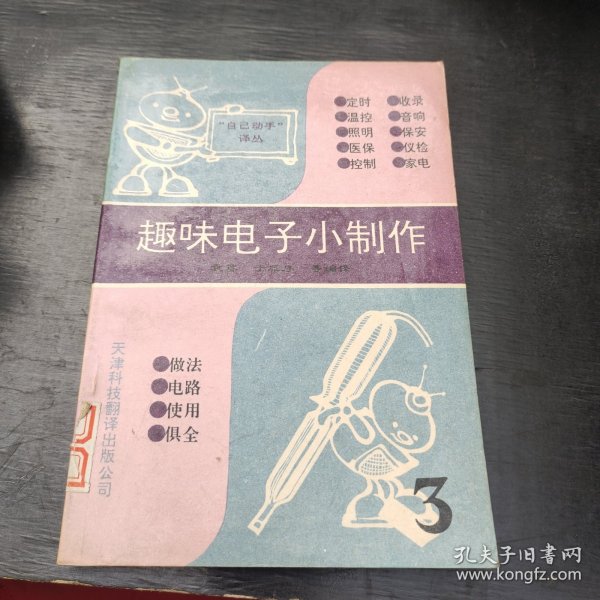 "自己动手"
译丛
定时 收录
温控 音响
照明 保安
医保 仪检
控制 家电
趣味电子小制作
做法
电路
使用
俱全
天津科技翻译出版公司
3
孔夫子旧书网
www.kongfz.com